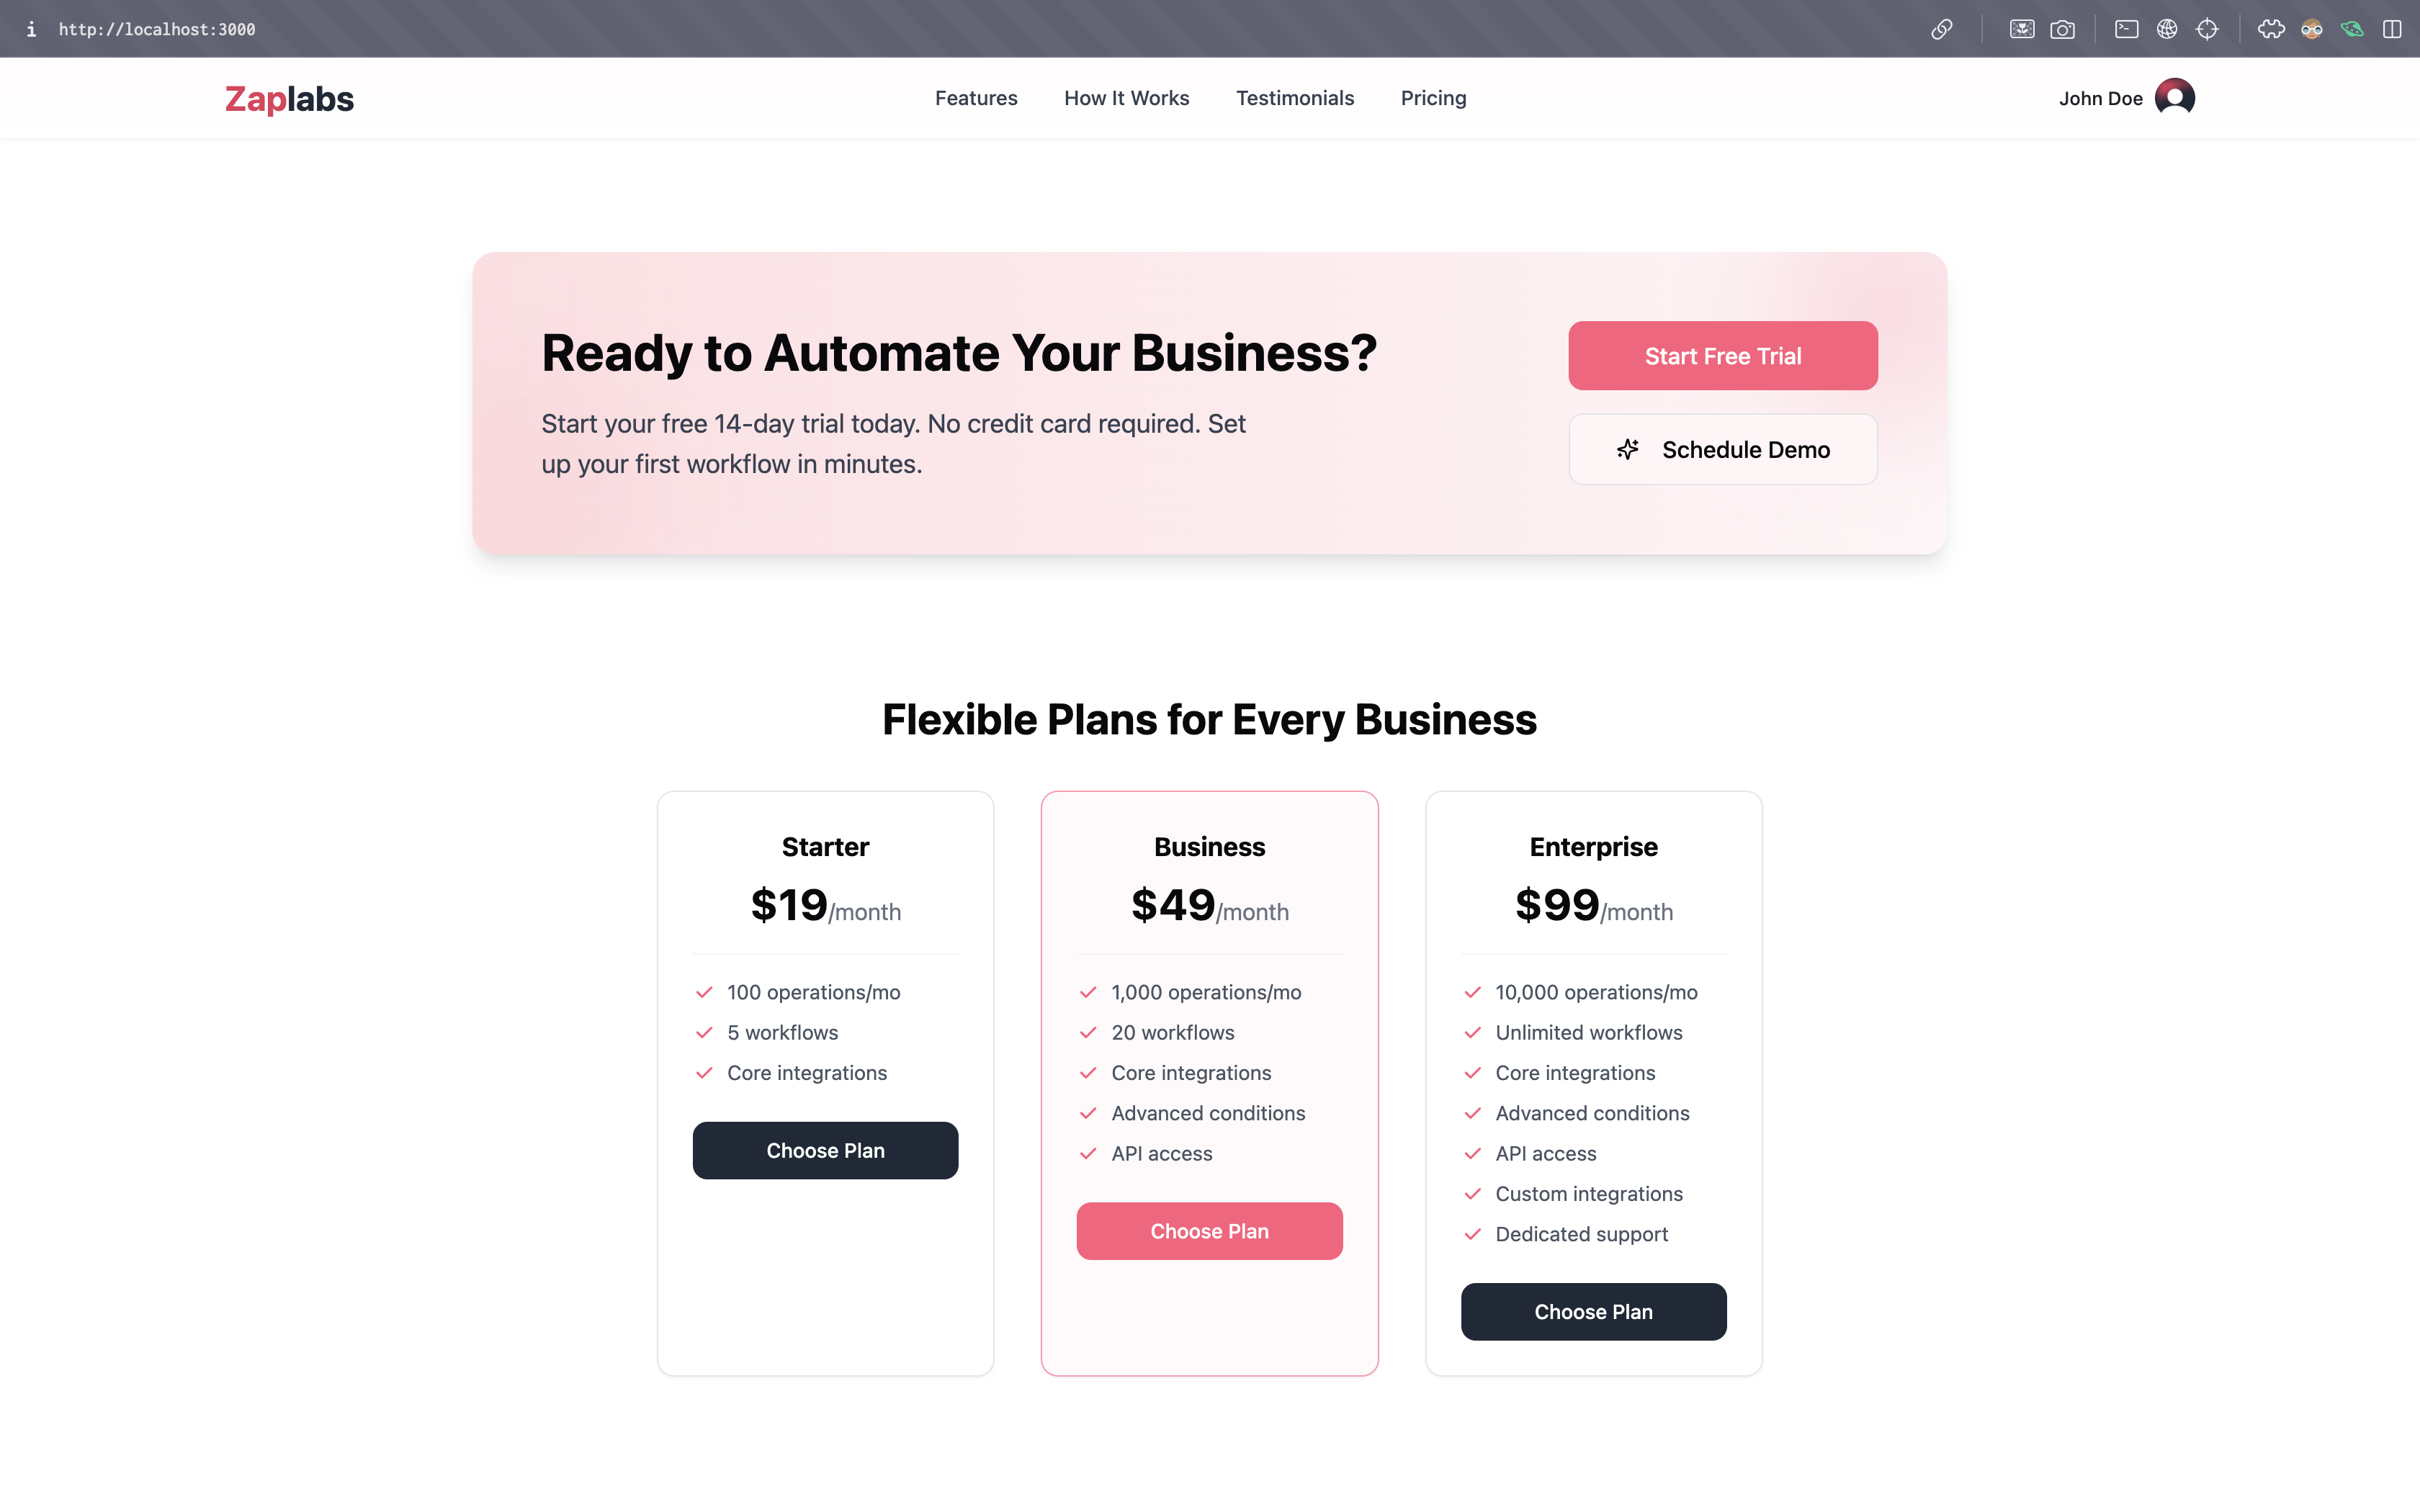 http://localhost:3000
Zaplabs
Features
How It Works
Testimonials
Pricing
John Doe
Ready to Automate Your Business?
Start your free 14-day trial today. No credit card required. Set
up your first workflow in minutes.
Start Free Trial
Schedule Demo
Flexible Plans for Every Business
Starter
$19/month
100 operations/mo
5 workflows
Core integrations
Choose Plan
Business
$49/month
1,000 operations/mo
20 workflows
Core integrations
Advanced conditions
API access
Choose Plan
Enterprise
$99/month
10,000 operations/mo
Unlimited workflows
Core integrations
Advanced conditions
API access
Custom integrations
Dedicated support
Choose Plan